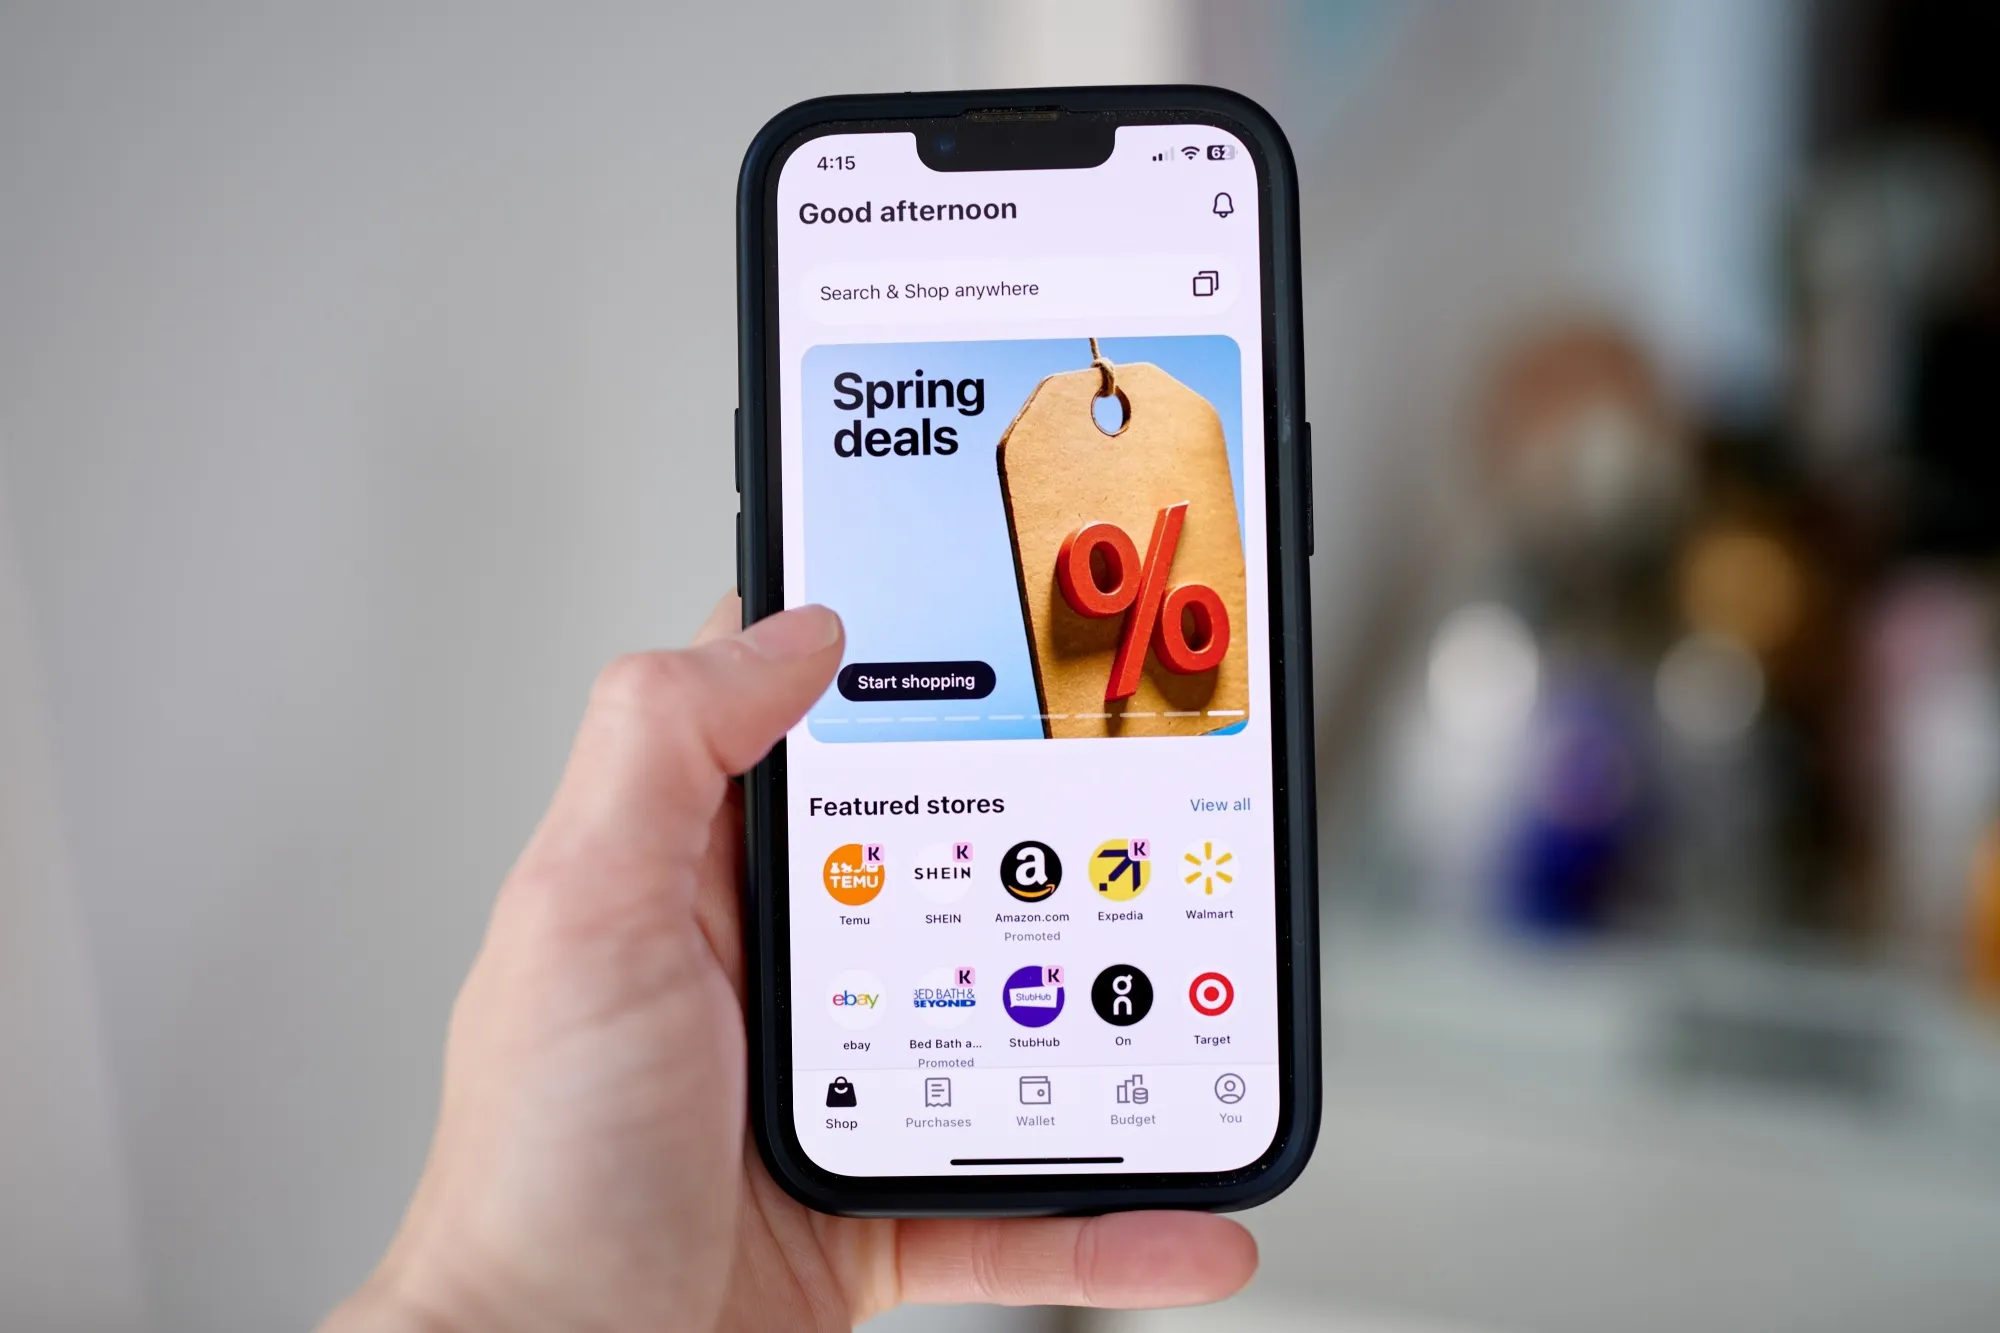 4:15
62
Good afternoon
Search & Shop anywhere
Spring
deals
%
Start shopping
Featured stores
View all
K
K
K
TEMU
SHEIN
a
Temu
SHEIN
Amazon.com
Expedia
Walmart
Promoted
K
K
ebay
BED BATH &
BEYOND
StubHub
on
ebay
Bed Bath a...
StubHub
On
Target
Promoted
Shop
Purchases
Wallet
Budget
You